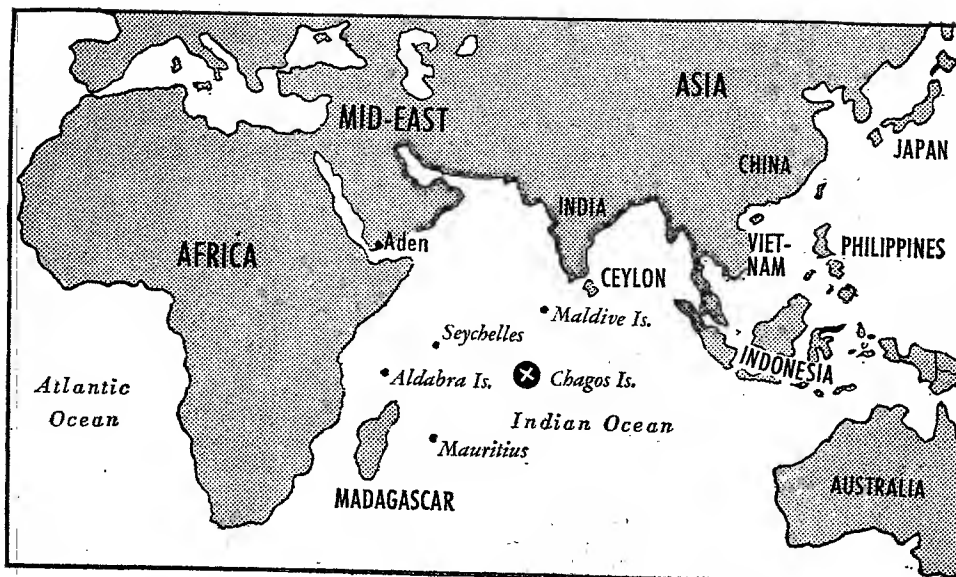 ASIA
MID-EAST
JAPAN
CHINA
INDIA
AFRICA
Aden
VIET-
NAM
PHILIPPINES
CEYLON
Maldive Is.
Seychelles
INDONESIA
Aldabra Is.
Chagos Is.
Atlantic
Ocean
Indian Ocean
Mauritius
MADAGASCAR
AUSTRALIA